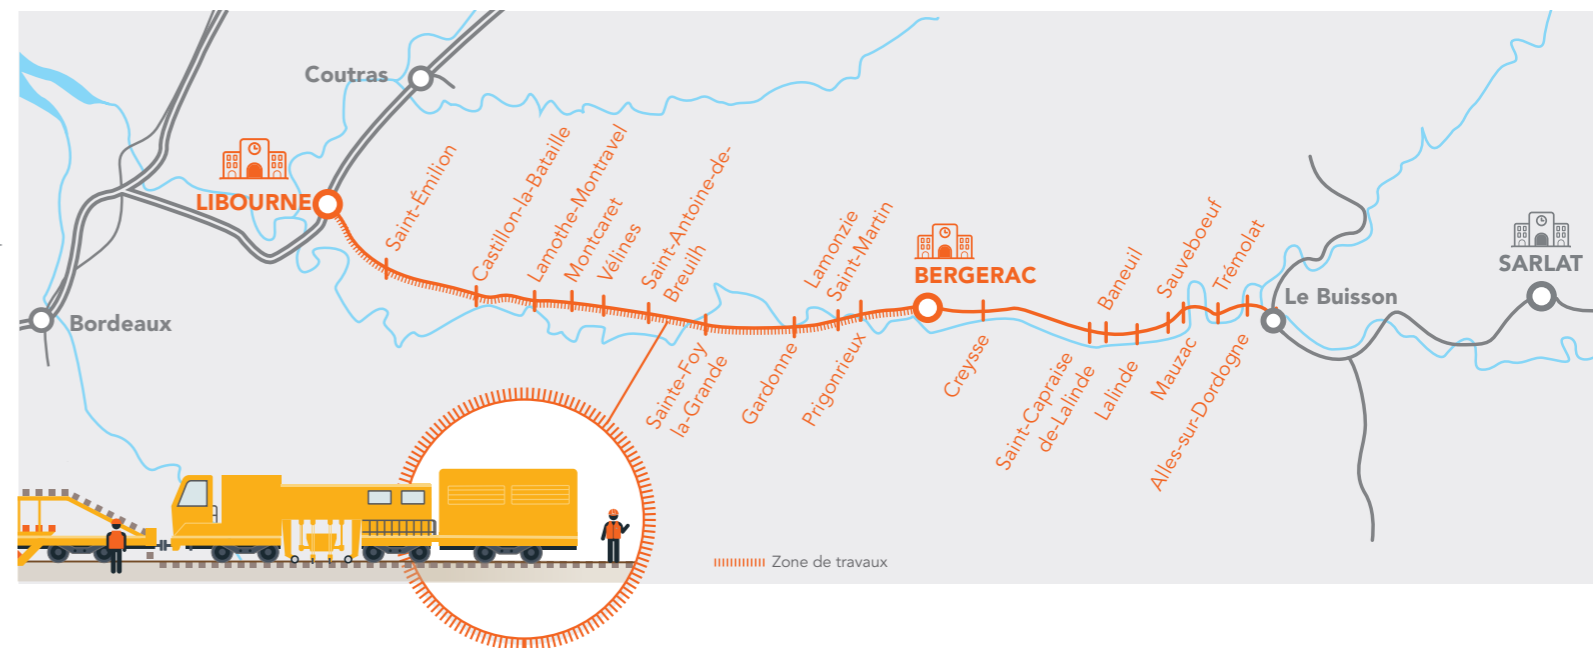 Coutras
LIBOURNE
Bordeaux
Saint-Émilion
Castillon-la-Bataille
Lamothe-Montravel
Montcaret
Vélines
Saint-Antoine-de-
Breuilh
Sainte-Foy
la-Grande
Gardonne
Lamonzie
Saint-Martin
Prigonrieux
BERGERAC
Creysse
Saint-Capraise
de-Lalinde
Baneuil
Lalinde
Sauveboeuf
Mauzac
Trémolat
Alles-sur-Dordogne
Le Buisson
SARLAT
Zone de travaux